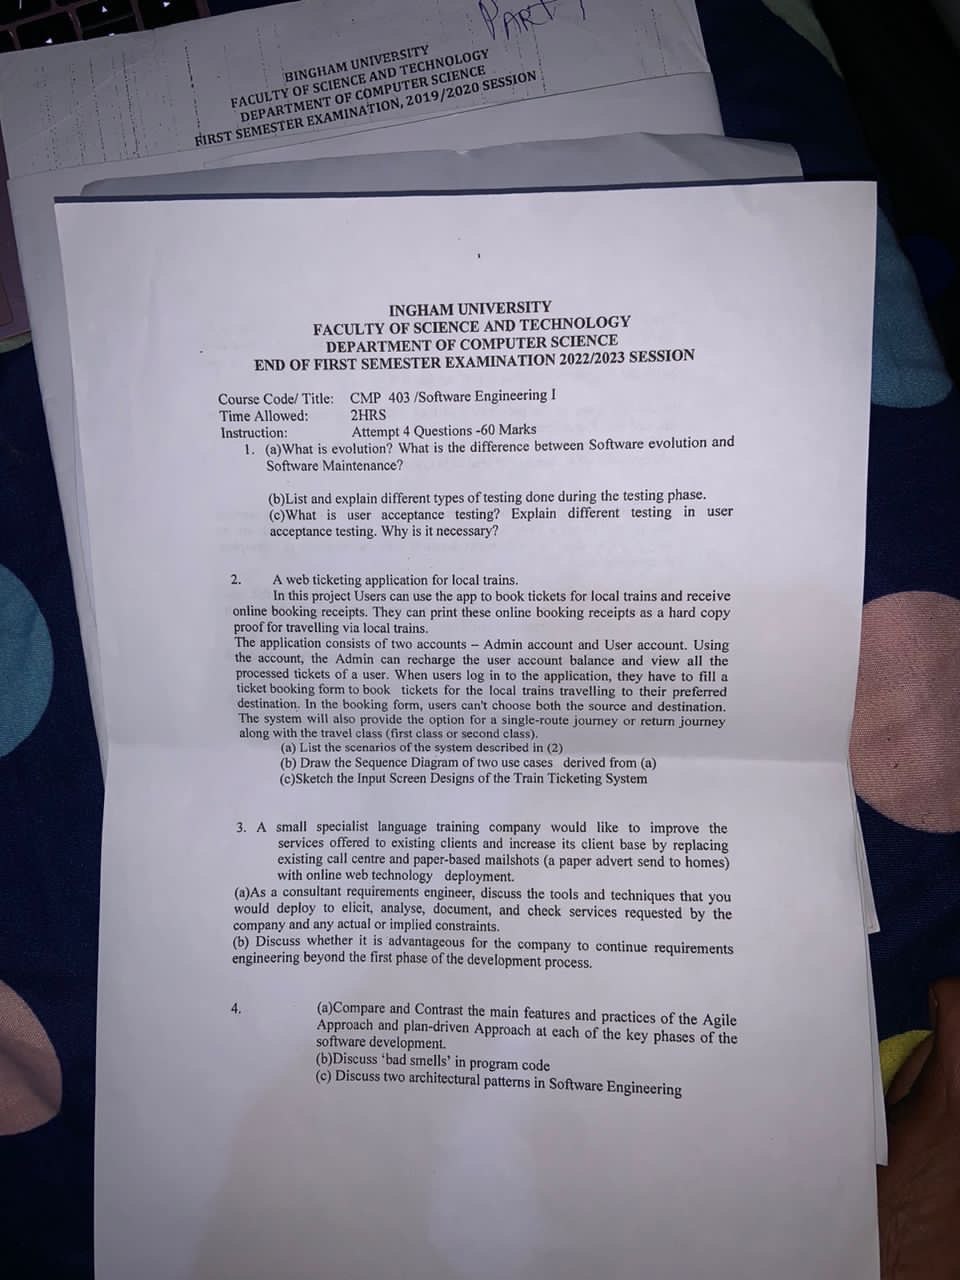 PART 1
BINGHAM UNIVERSITY
FACULTY OF SCIENCE AND TECHNOLOGY
DEPARTMENT OF COMPUTER SCIENCE
FIRST SEMESTER EXAMINATION, 2019/2020 SESSION
INGHAM UNIVERSITY
FACULTY OF SCIENCE AND TECHNOLOGY
DEPARTMENT OF COMPUTER SCIENCE
END OF FIRST SEMESTER EXAMINATION 2022/2023 SESSION
Course Code/ Title: CMP 403 /Software Engineering I
Time Allowed: 2HRS
Instruction: Attempt 4 Questions -60 Marks
1. (a)What is evolution? What is the difference between Software evolution and
Software Maintenance?
(b)List and explain different types of testing done during the testing phase.
(c)What is user acceptance testing? Explain different testing in user
acceptance testing. Why is it necessary?
2. A web ticketing application for local trains.
In this project Users can use the app to book tickets for local trains and receive
online booking receipts. They can print these online booking receipts as a hard copy
proof for travelling via local trains.
The application consists of two accounts – Admin account and User account. Using
the account, the Admin can recharge the user account balance and view all the
processed tickets of a user. When users log in to the application, they have to fill a
ticket booking form to book tickets for the local trains travelling to their preferred
destination. In the booking form, users can't choose both the source and destination.
The system will also provide the option for a single-route journey or return journey
along with the travel class (first class or second class).
(a) List the scenarios of the system described in (2)
(b) Draw the Sequence Diagram of two use cases derived from (a)
(c)Sketch the Input Screen Designs of the Train Ticketing System
3. A small specialist language training company would like to improve the
services offered to existing clients and increase its client base by replacing
existing call centre and paper-based mailshots (a paper advert send to homes)
with online web technology deployment.
(a)As a consultant requirements engineer, discuss the tools and techniques that you
would deploy to elicit, analyse, document, and check services requested by the
company and any actual or implied constraints.
(b) Discuss whether it is advantageous for the company to continue requirements
engineering beyond the first phase of the development process.
4. (a)Compare and Contrast the main features and practices of the Agile
Approach and plan-driven Approach at each of the key phases of the
software development.
(b)Discuss ‘bad smells’ in program code
(c) Discuss two architectural patterns in Software Engineering